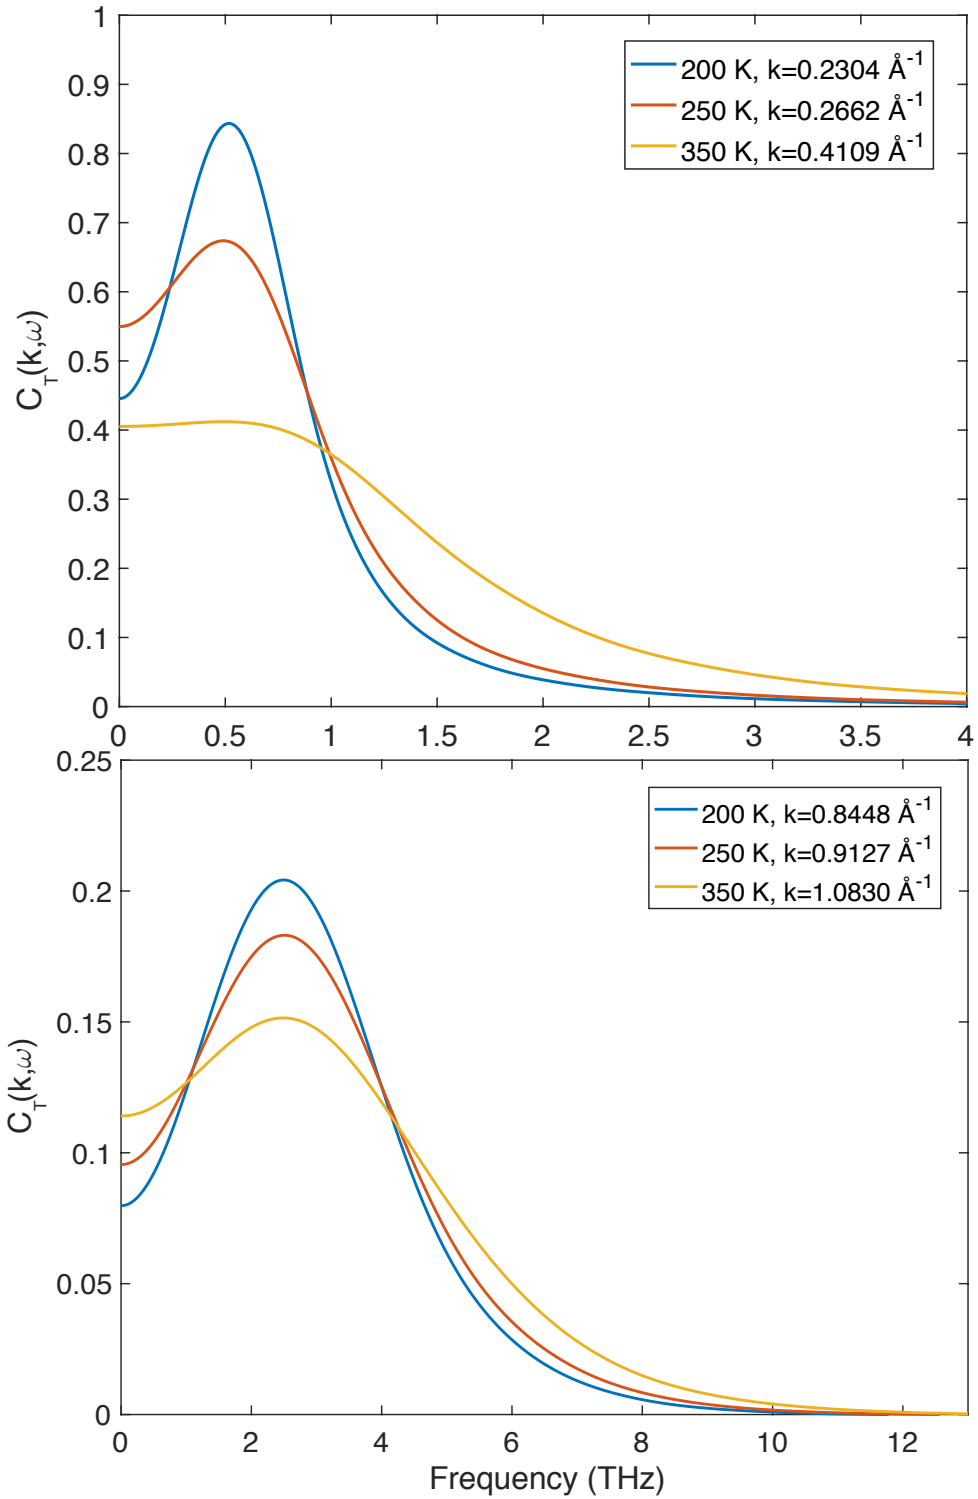 1
0.9
0.8
0.7
0.6
0.5
0.4
0.3
0.2
0.1
0
C_T(k,ω)
200 K, k=0.2304 Å^-1
250 K, k=0.2662 Å^-1
350 K, k=0.4109 Å^-1
0 0.5 1 1.5 2 2.5 3 3.5 4
0.25
0.2
0.15
0.1
0.05
0
C_T(k,ω)
200 K, k=0.8448 Å^-1
250 K, k=0.9127 Å^-1
350 K, k=1.0830 Å^-1
0 2 4 6 8 10 12
Frequency (THz)